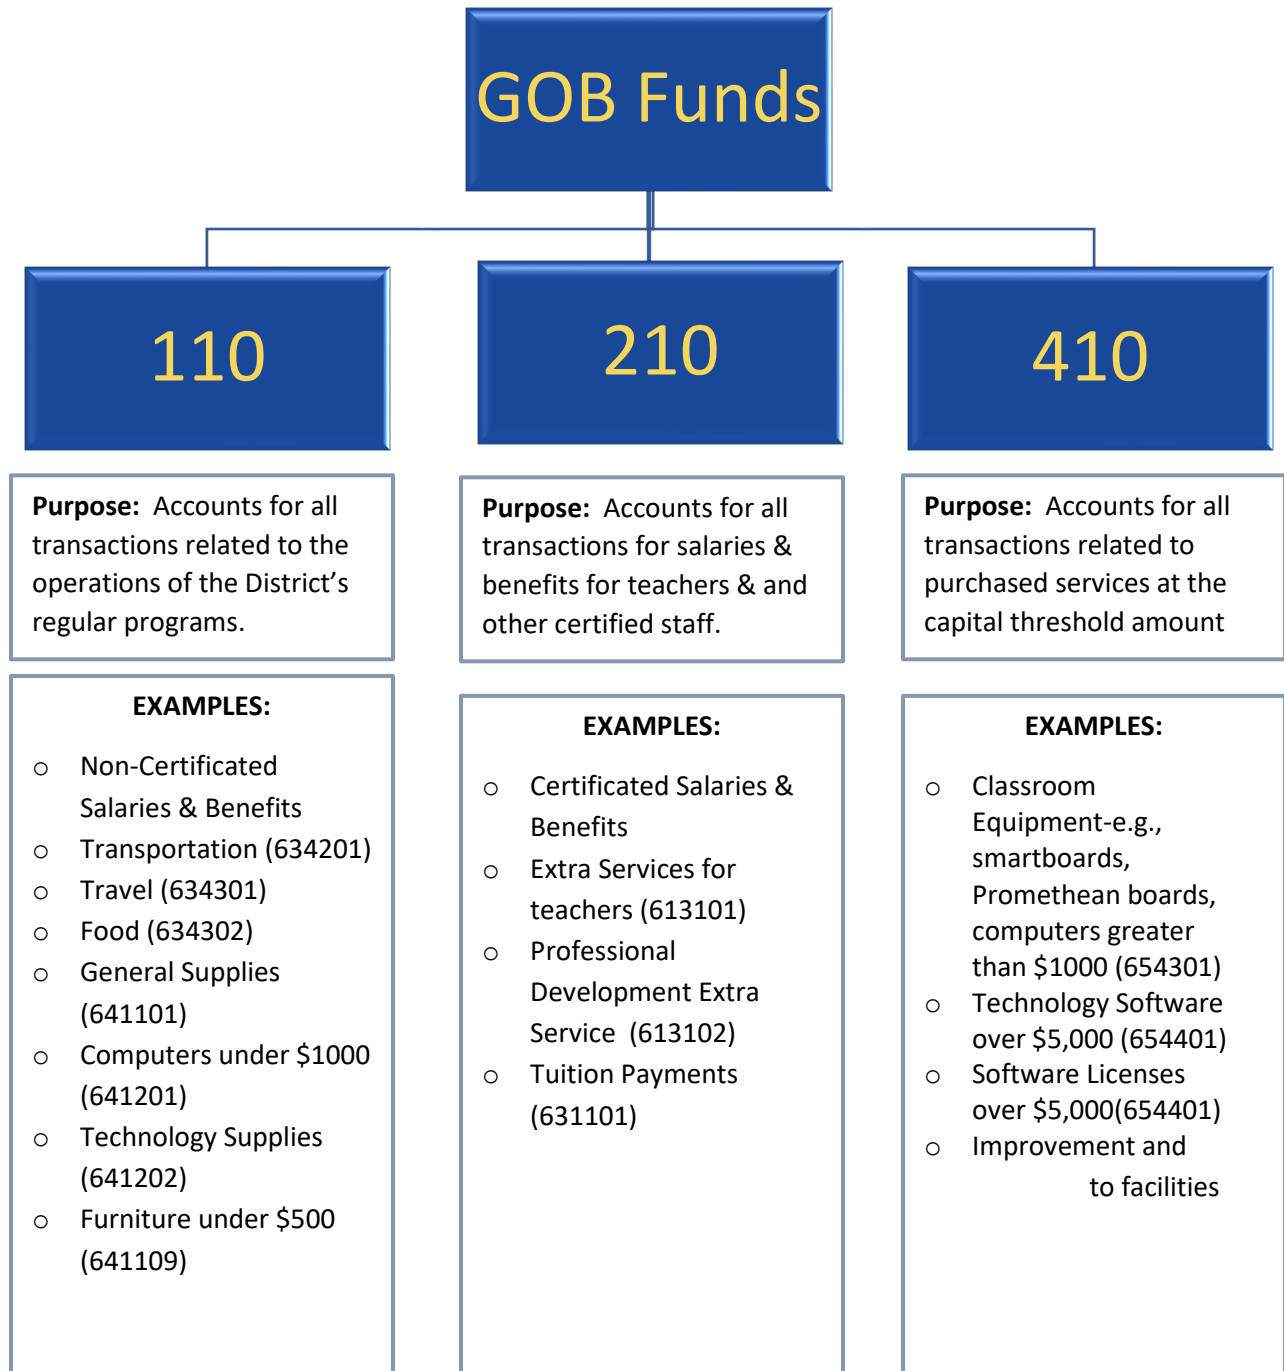 GOB Funds
110
210
410
Purpose: Accounts for all
transactions related to the
operations of the District’s
regular programs.
Purpose: Accounts for all
transactions for salaries &
benefits for teachers & and
other certified staff.
Purpose: Accounts for all
transactions related to
purchased services at the
capital threshold amount
EXAMPLES:
o Non-Certificated
Salaries & Benefits
o Transportation (634201)
o Travel (634301)
o Food (634302)
o General Supplies
(641101)
o Computers under $1000
(641201)
o Technology Supplies
(641202)
o Furniture under $500
(641109)
EXAMPLES:
o Certificated Salaries &
Benefits
o Extra Services for
teachers (613101)
o Professional
Development Extra
Service (613102)
o Tuition Payments
(631101)
EXAMPLES:
o Classroom
Equipment-e.g.,
smartboards,
Promethean boards,
computers greater
than $1000 (654301)
o Technology Software
over $5,000 (654401)
o Software Licenses
over $5,000(654401)
o Improvement and
to facilities